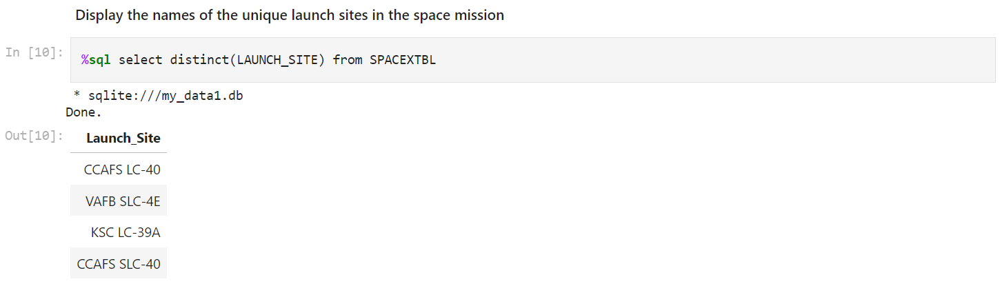 Display the names of the unique launch sites in the space mission
In [10]: %sql select distinct(LAUNCH_SITE) from SPACEXTBL
* sqlite:///my_data1.db
Done.
Out[10]: Launch_Site
CCAFS LC-40
VAFB SLC-4E
KSC LC-39A
CCAFS SLC-40